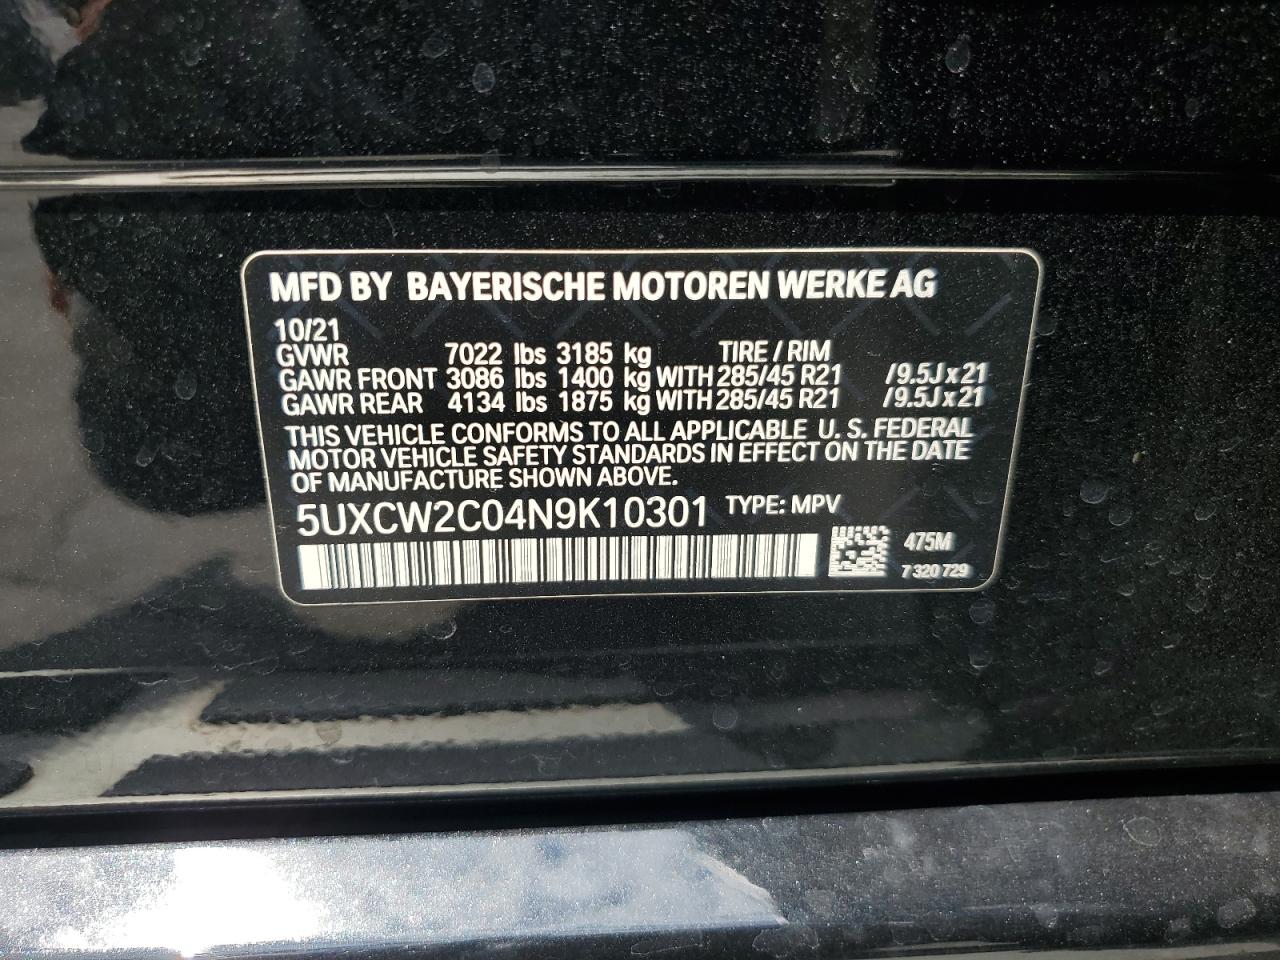 MFD BY BAYERISCHE MOTOREN WERKE AG
10/21
GVWR 7022 lbs 3185 kg TIRE / RIM
GAWR FRONT 3086 lbs 1400 kg WITH 285/45 R21 /9.5J x 21
GAWR REAR 4134 lbs 1875 kg WITH 285/45 R21 /9.5J x 21
THIS VEHICLE CONFORMS TO ALL APPLICABLE U. S. FEDERAL
MOTOR VEHICLE SAFETY STANDARDS IN EFFECT ON THE DATE
OF MANUFACTURE SHOWN ABOVE.
5UXCW2C04N9K10301 TYPE: MPV
475M
7 320 729